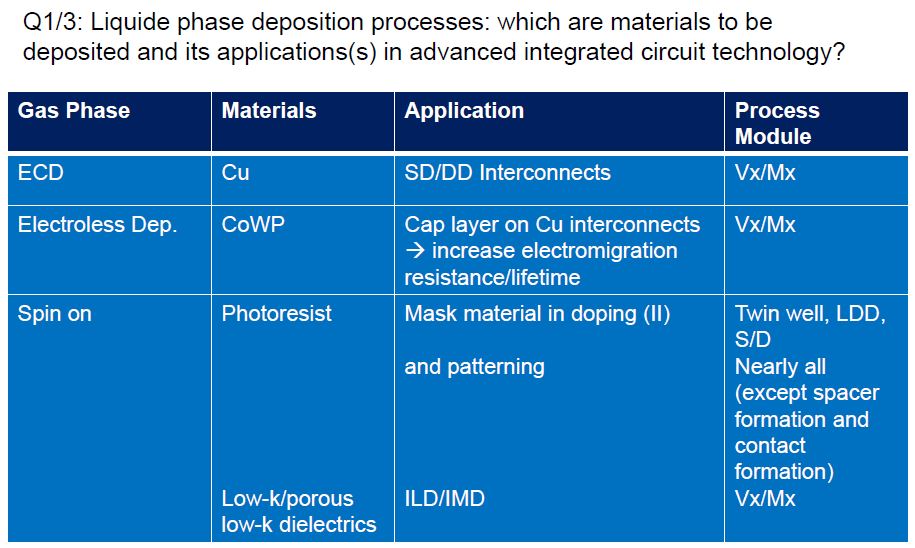 Q1/3: Liquide phase deposition processes: which are materials to be
deposited and its applications(s) in advanced integrated circuit technology?
Gas Phase
Materials
Application
Process
Module
ECD
Cu
SD/DD Interconnects
Vx/Mx
Electroless Dep.
CoWP
Cap layer on Cu interconnects
→ increase electromigration
resistance/lifetime
Vx/Mx
Spin on
Photoresist
Mask material in doping (II)
Twin well, LDD,
S/D
and patterning
Nearly all
(except spacer
formation and
contact
formation)
Low-k/porous
low-k dielectrics
ILD/IMD
Vx/Mx